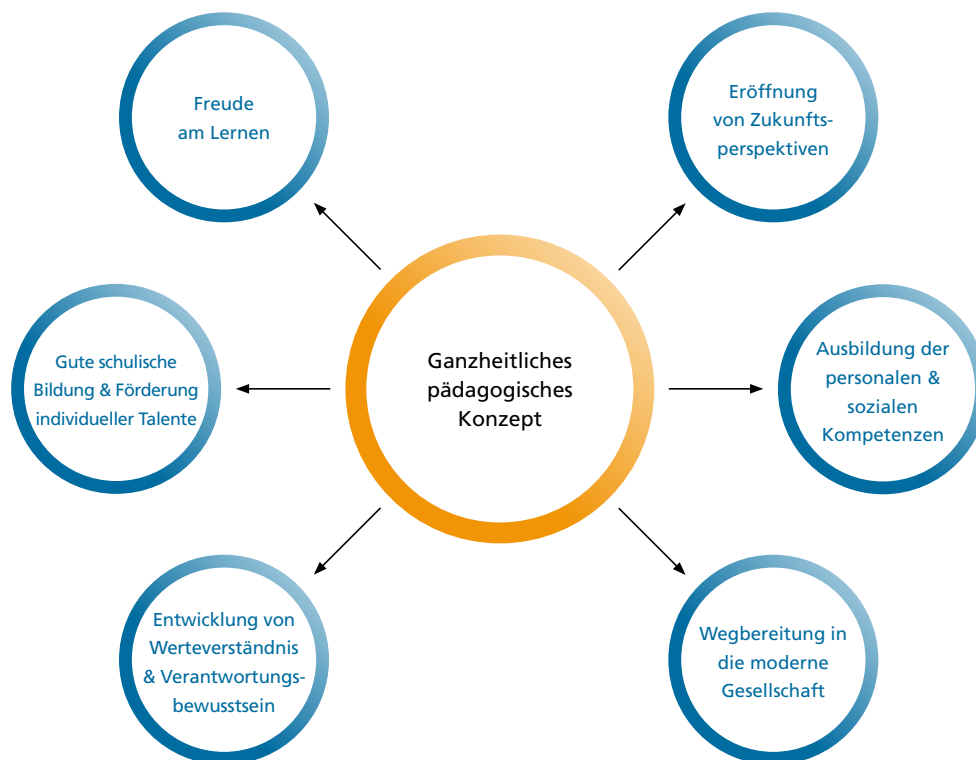 Freude
am Lernen
Eröffnung
von Zukunfts-
perspektiven
Gute schulische
Bildung & Förderung
individueller Talente
Ganzheitliches
pädagogisches
Konzept
Ausbildung der
personalen &
sozialen
Kompetenzen
Entwicklung von
Werteverständnis
& Verantwortungs-
bewusstsein
Wegbereitung in
die moderne
Gesellschaft